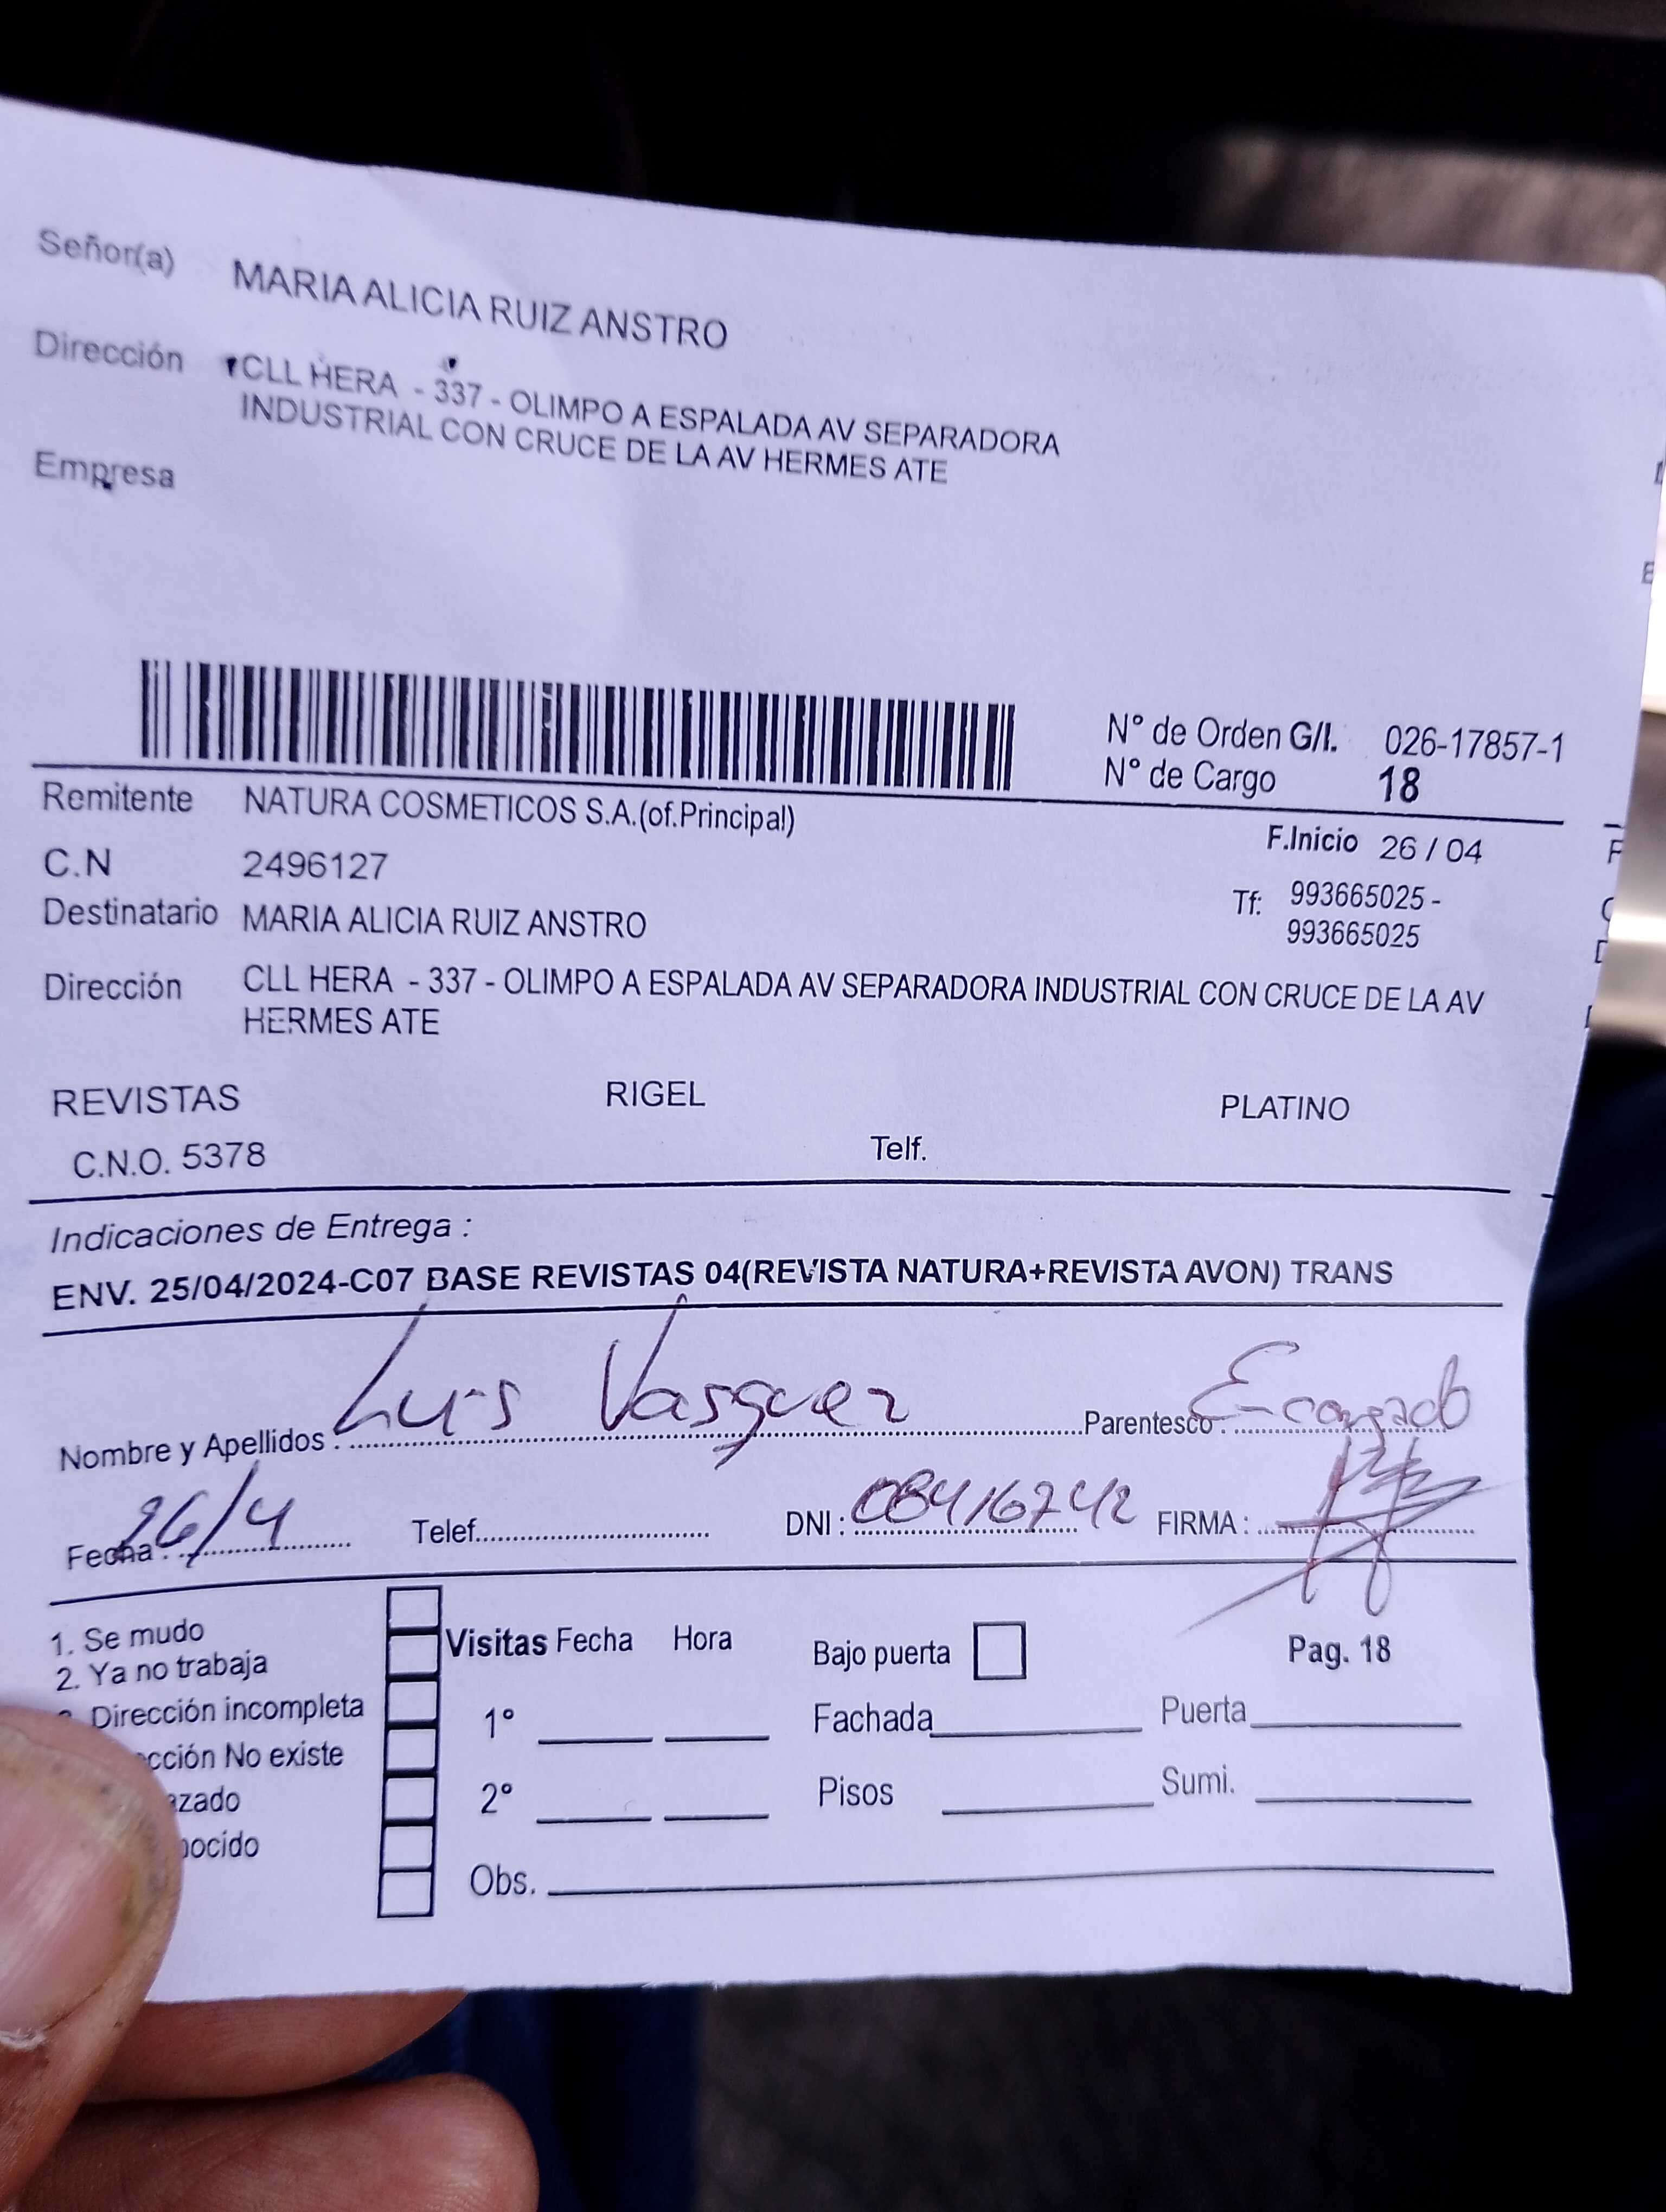 Señor(a) MARIA ALICIA RUIZ ANSTRO
Dirección CLL HERA - 337 - OLIMPO A ESPALADA AV SEPARADORA
INDUSTRIAL CON CRUCE DE LA AV HERMES ATE
Empresa
N° de Orden G/I. 026-17857-1
N° de Cargo 18
Remitente NATURA COSMETICOS S.A.(of.Principal)
F.Inicio 26 / 04
C.N 2496127
Tf: 993665025 -
993665025
Destinatario MARIA ALICIA RUIZ ANSTRO
Dirección CLL HERA - 337 - OLIMPO A ESPALADA AV SEPARADORA INDUSTRIAL CON CRUCE DE LA AV
HERMES ATE
REVISTAS RIGEL PLATINO
C.N.O. 5378 Telf.
Indicaciones de Entrega :
ENV. 25/04/2024-C07 BASE REVISTAS 04(REVISTA NATURA+REVISTA AVON) TRANS
Nombre y Apellidos : Luis Vasquez Parentesco : Encargado
Fecha : 26/4 Telef. DNI : 08416742 FIRMA :
1. Se mudo
2. Ya no trabaja
Dirección incompleta
cción No existe
azado
nocido
Visitas Fecha Hora
1°
2°
Obs.
Bajo puerta Pag. 18
Fachada Puerta
Pisos Sumi.